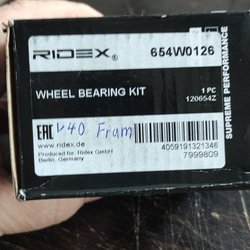 RIDEX® 654W0126
WHEEL BEARING KIT 1 PC
120654Z
EAC V40 Fram
www.ridex.de 4059191321346
Produced for: Ridex GmbH 7999809
Berlin, Germany
SUPREME PERFORMANCE